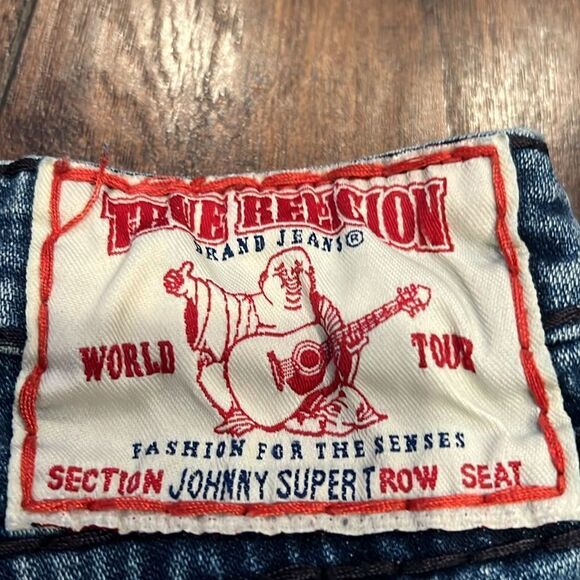 TRUE RELIGION
BRAND JEANS®
WORLD TOUR
FASHION FOR THE SENSES
SECTION JOHNNY SUPER T ROW SEAT